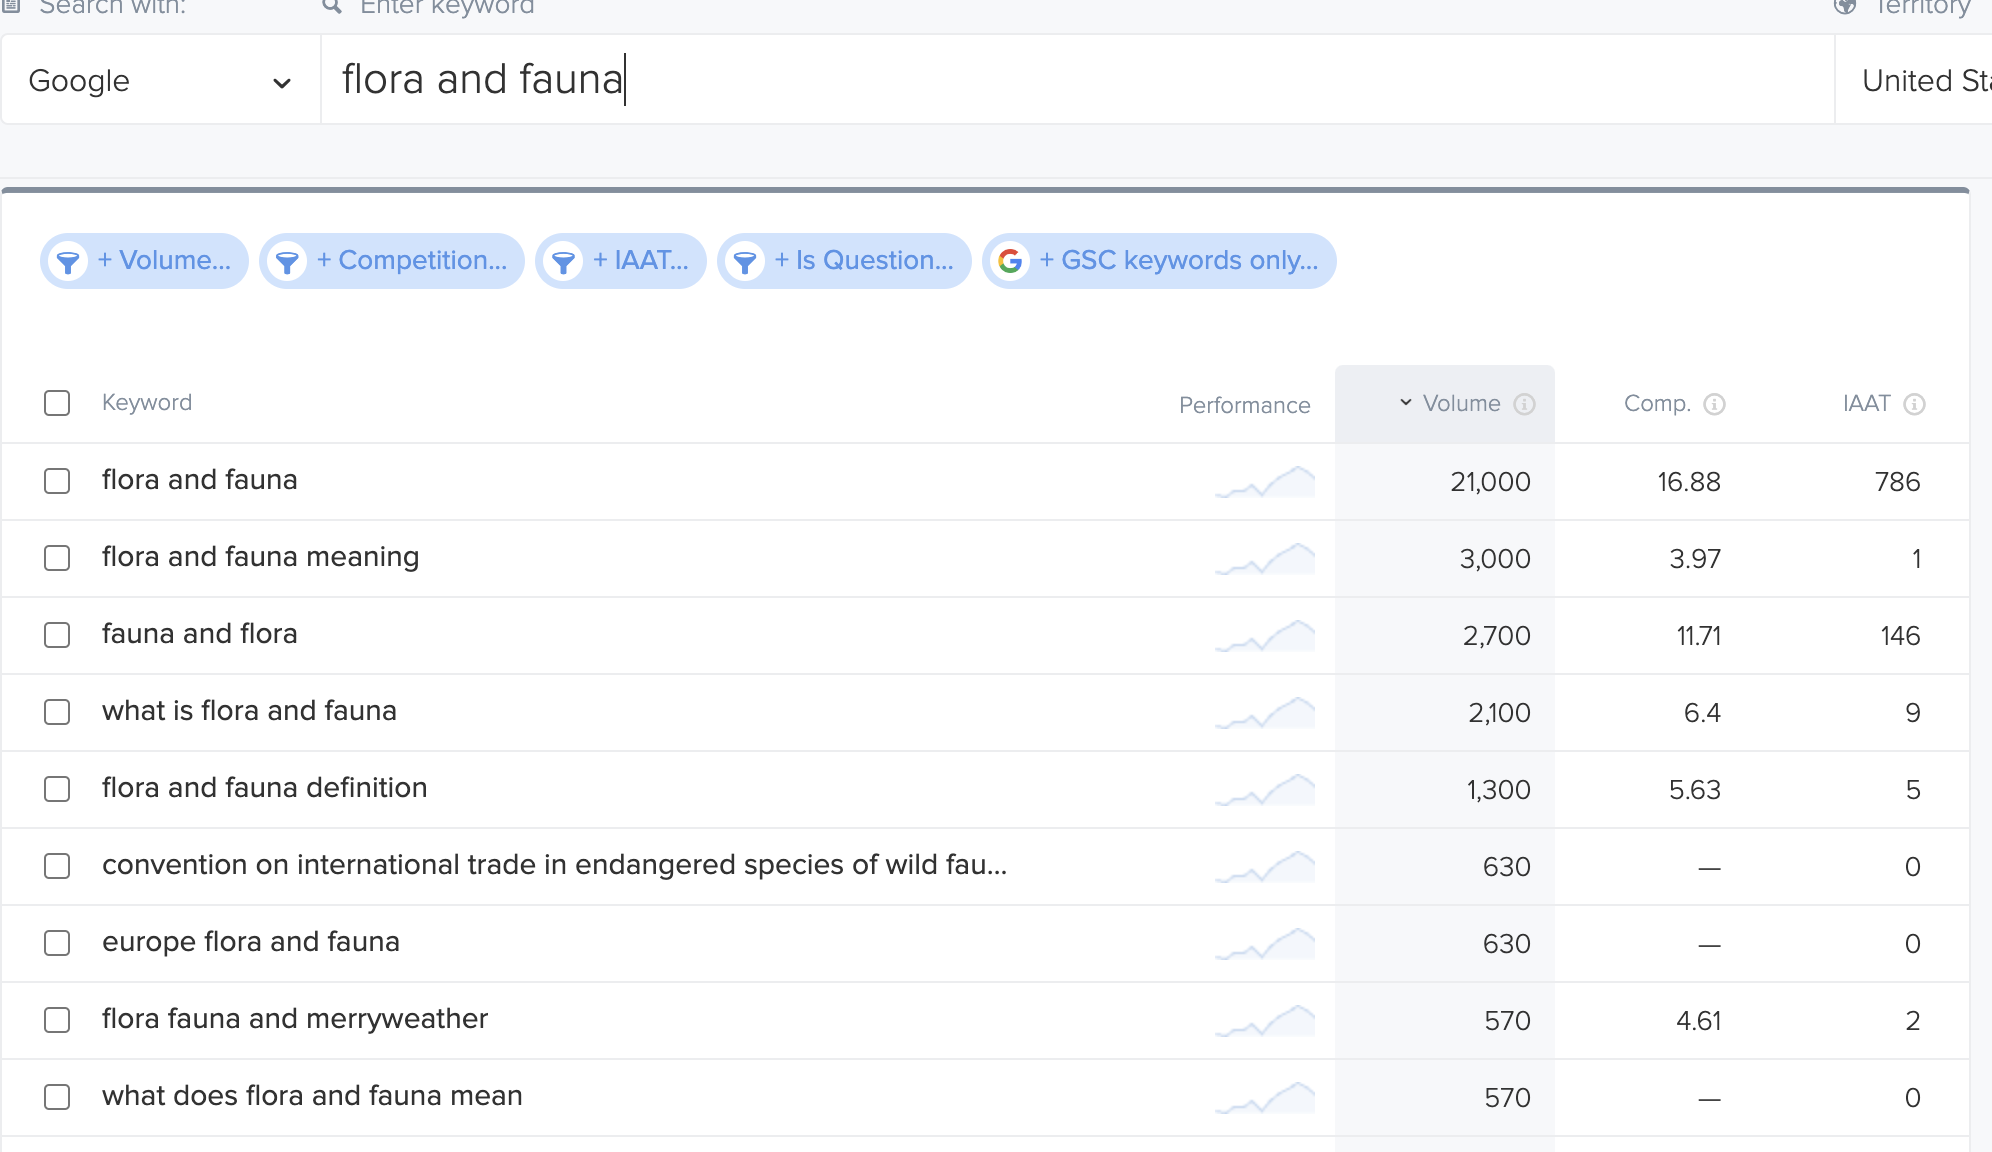 Search with: Enter keyword Territory
Google flora and fauna United Sta
+ Volume... + Competition... + IAAT... + Is Question... + GSC keywords only...
Keyword Performance Volume Comp. IAAT
flora and fauna 21,000 16.88 786
flora and fauna meaning 3,000 3.97 1
fauna and flora 2,700 11.71 146
what is flora and fauna 2,100 6.4 9
flora and fauna definition 1,300 5.63 5
convention on international trade in endangered species of wild fau... 630 — 0
europe flora and fauna 630 — 0
flora fauna and merryweather 570 4.61 2
what does flora and fauna mean 570 — 0